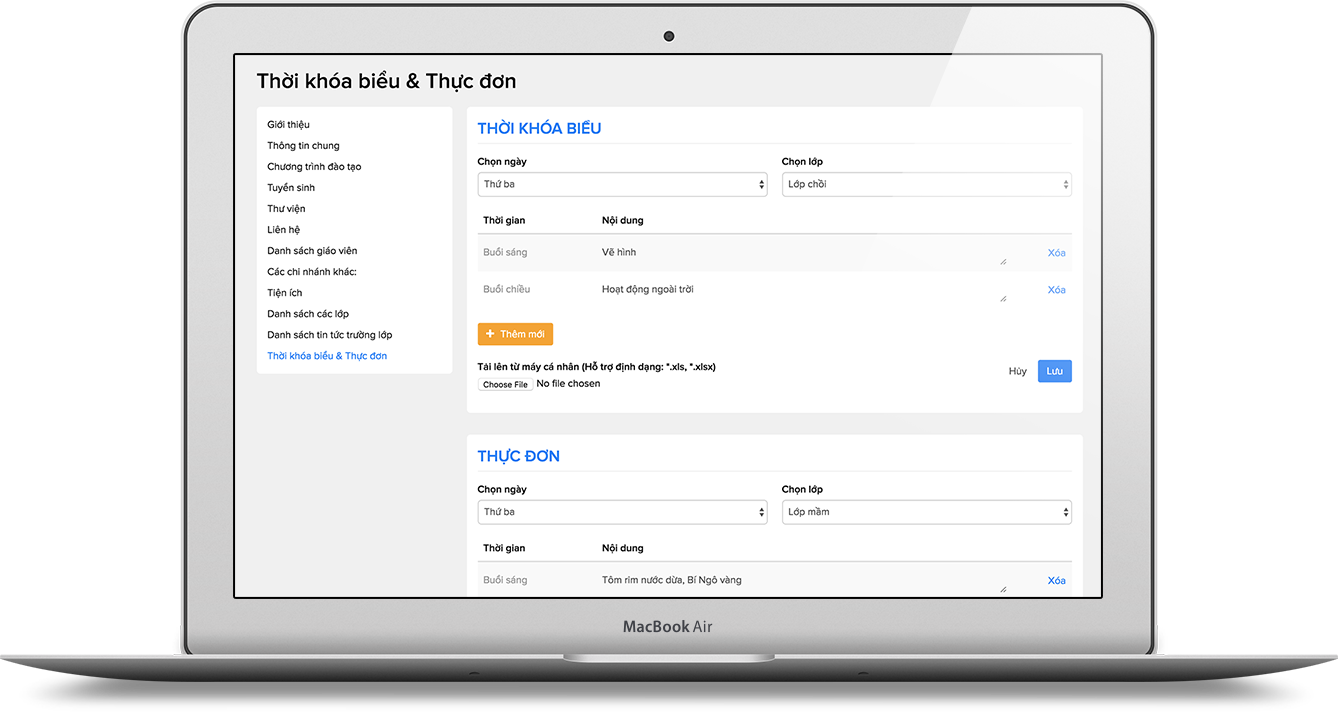 Thời khóa biểu & Thực đơn
Giới thiệu
Thông tin chung
Chương trình đào tạo
Tuyển sinh
Thư viện
Liên hệ
Danh sách giáo viên
Các chi nhánh khác:
Tiện ích
Danh sách các lớp
Danh sách tin tức trường lớp
Thời khóa biểu & Thực đơn
THỜI KHÓA BIỂU
Chọn ngày Chọn lớp
Thứ ba Lớp chồi
Thời gian Nội dung
Buổi sáng Vẽ hình Xóa
Buổi chiều Hoạt động ngoài trời Xóa
+ Thêm mới
Tải lên từ máy cá nhân (Hỗ trợ định dạng: *.xls, *.xlsx)
Choose File No file chosen
Hủy Lưu
THỰC ĐƠN
Chọn ngày Chọn lớp
Thứ ba Lớp mầm
Thời gian Nội dung
Buổi sáng Tôm rim nước dừa, Bí Ngô vàng Xóa
MacBook Air